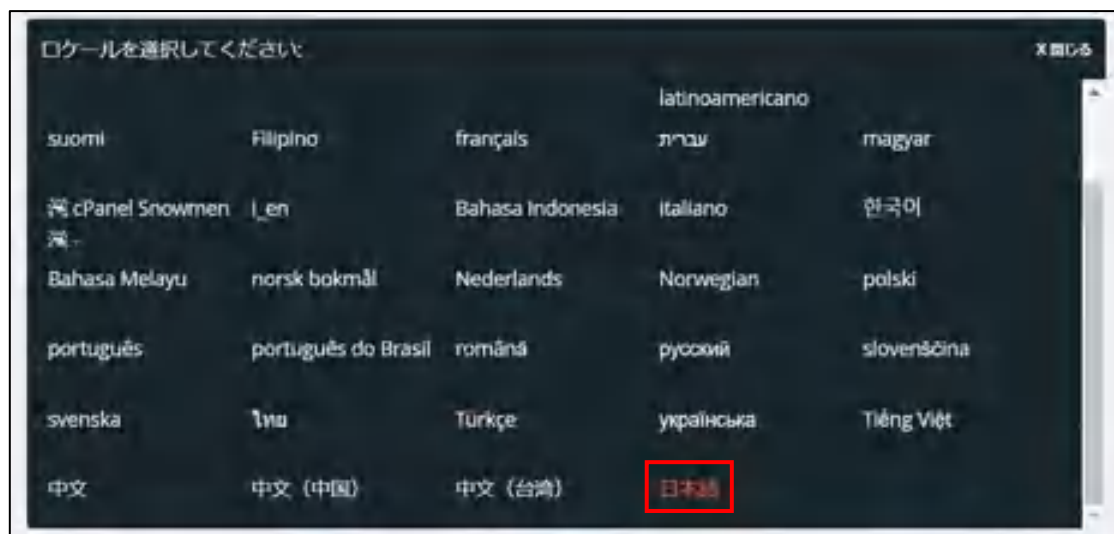 ロケールを選択してください:
X 閉じる
latinoamericano
suomi Filipino français עברית magyar
cPanel Snowmen i_en Bahasa Indonesia italiano 한국어
Bahasa Melayu norsk bokmål Nederlands Norwegian polski
português português do Brasil română русский slovenščina
svenska ไทย Türkçe українська Tiếng Việt
中文 中文（中国） 中文（台湾） 日本語